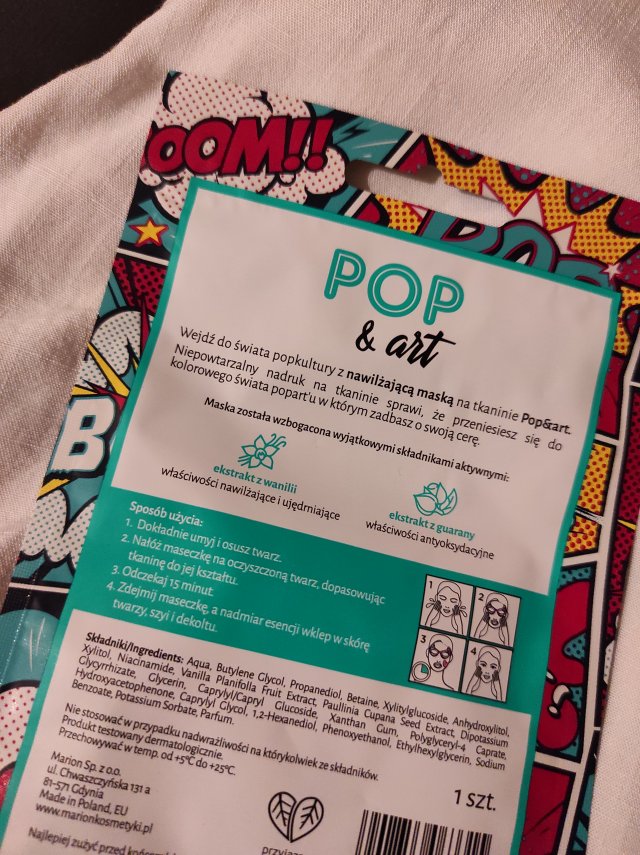 OOM!!
POP
& art
Wejdź do świata popkultury z nawilżającą maską na tkaninie Pop&art.
Niepowtarzalny nadruk na tkaninie sprawi, że przeniesiesz się do
kolorowego świata popart'u w którym zadbasz o swoją cerę.
Maska została wzbogacona wyjątkowymi składnikami aktywnymi:
ekstrakt z wanilii
właściwości nawilżające i ujędrniające
ekstrakt z guarany
właściwości antyoksydacyjne
Sposób użycia:
1. Dokładnie umyj i osusz twarz.
2. Nałóż maseczkę na oczyszczoną twarz, dopasowując
tkaninę do jej kształtu.
3. Odczekaj 15 minut.
4. Zdejmij maseczkę, a nadmiar esencji wklep w skórę
twarzy, szyi i dekoltu.
1 2
3 4
Składniki/Ingredients: Aqua, Butylene Glycol, Propanediol, Betaine, Xylitylglucoside, Anhydroxylitol,
Xylitol, Niacinamide, Vanilla Planifolia Fruit Extract, Paullinia Cupana Seed Extract, Dipotassium
Glycyrrhizate, Glycerin, Caprylyl/Capryl Glucoside, Xanthan Gum, Polyglyceryl-4 Caprate,
Hydroxyacetophenone, Caprylyl Glycol, 1,2-Hexanediol, Phenoxyethanol, Ethylhexylglycerin, Sodium
Benzoate, Potassium Sorbate, Parfum.
Nie stosować w przypadku nadwrażliwości na którykolwiek ze składników.
Produkt testowany dermatologicznie.
Przechowywać w temp. od +5°C do +25°C.
Marion Sp. z o.o.
ul. Chwaszczyńska 131 a
81-571 Gdynia
Made in Poland, EU
www.marionkosmetyki.pl
1 szt.
Najlepiej zużyć przed